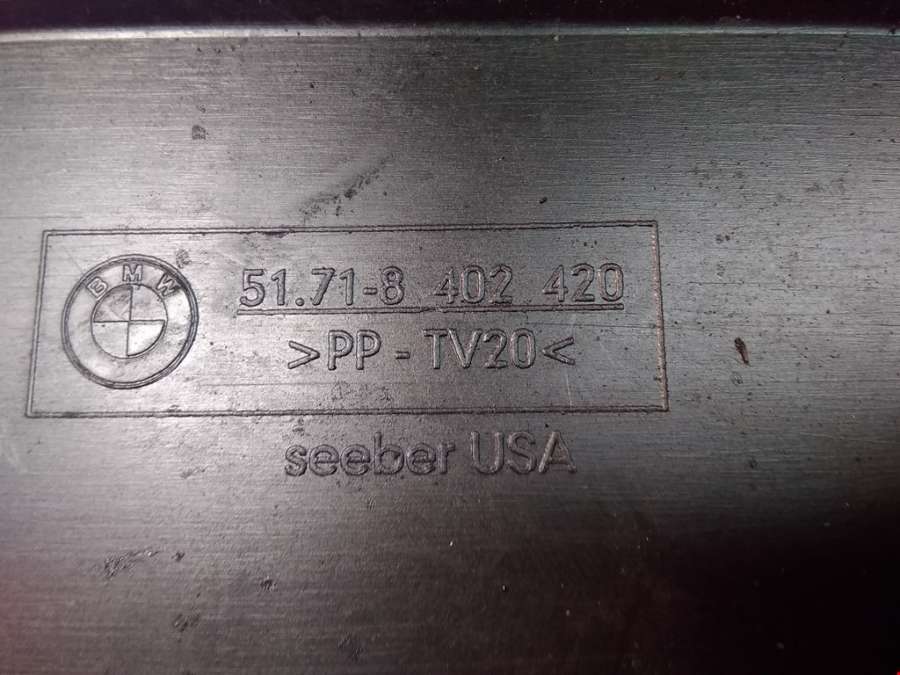 BMW
51.71-8 402 420
>PP - TV20<
seeber USA